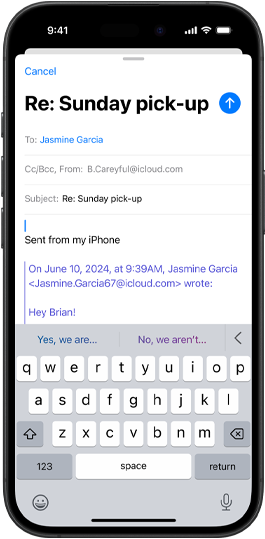 9:41
Cancel
Re: Sunday pick-up
To: Jasmine Garcia
Cc/Bcc, From: B.Careyful@icloud.com
Subject: Re: Sunday pick-up
Sent from my iPhone
On June 10, 2024, at 9:39AM, Jasmine Garcia
<Jasmine.Garcia67@icloud.com> wrote:
Hey Brian!
Yes, we are... No, we aren't...
q w e r t y u i o p
a s d f g h j k l
z x c v b n m
123 space return